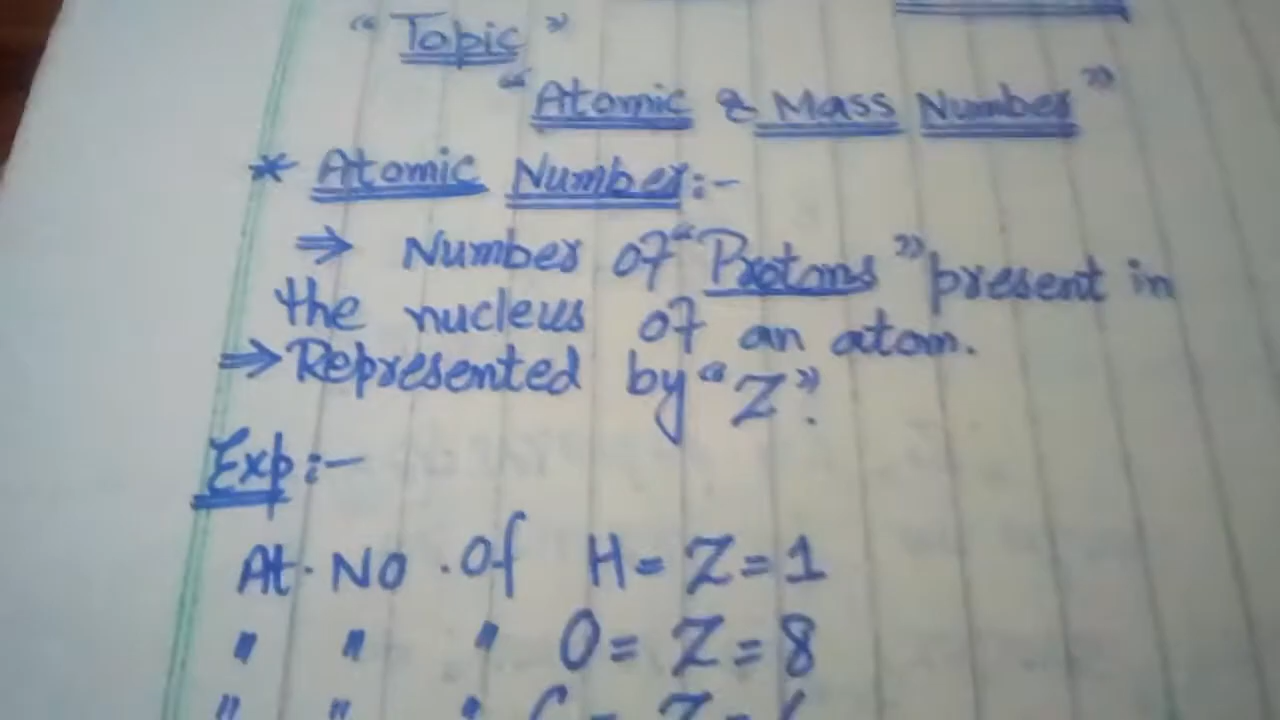 “ Topic ”
“ Atomic & Mass Number ”
* Atomic Number:-
⇒ Number of “ Protons ” present in
the nucleus of an atom.
⇒ Represented by “ Z ”.
Exp:-
At. No. of H = Z = 1
" " " O = Z = 8
" " " C = Z =